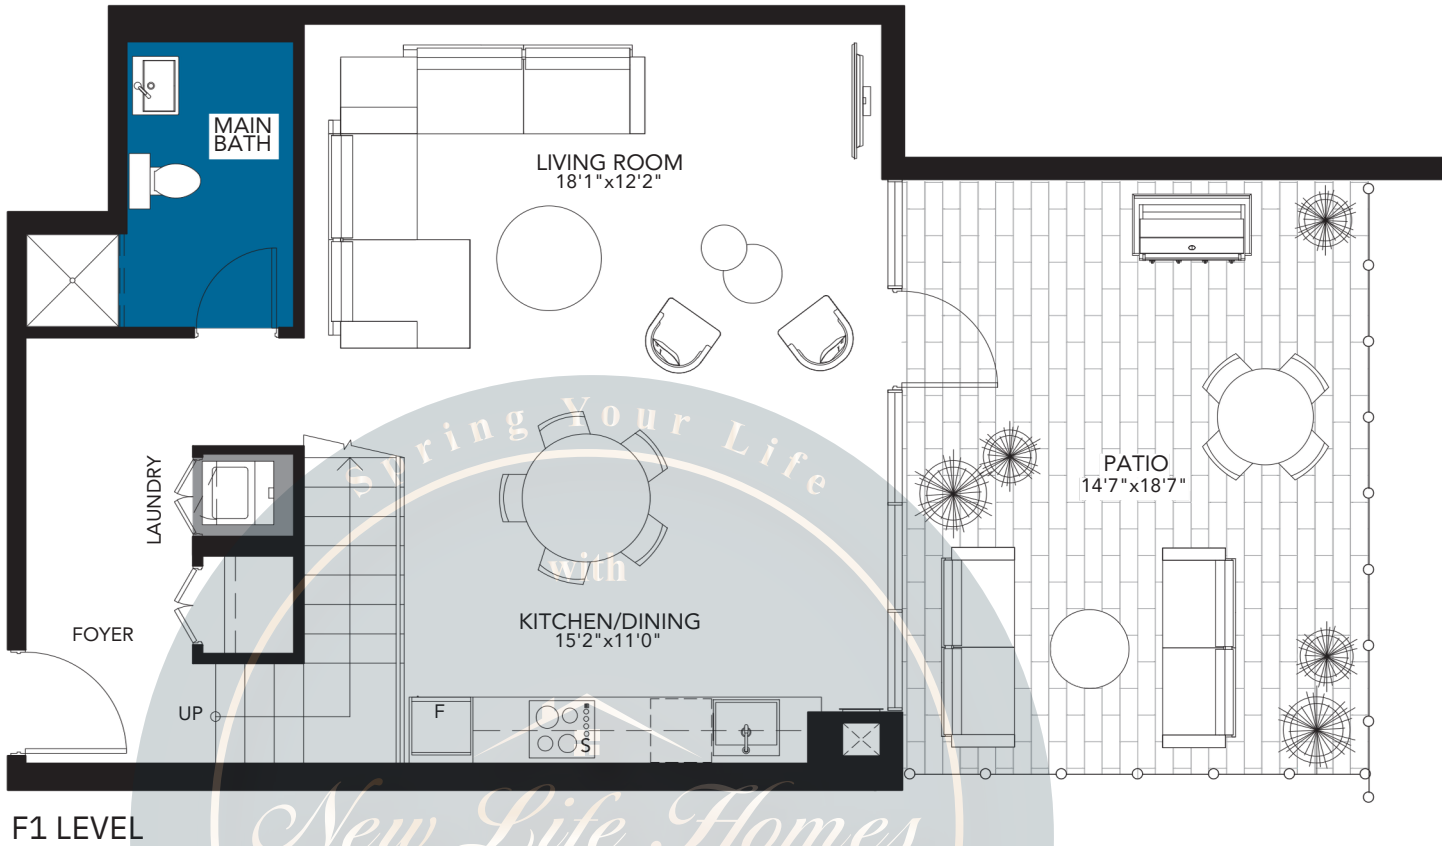 MAIN
BATH
LIVING ROOM
18'1"x12'2"
Spring Your Life
with
LAUNDRY
PATIO
14'7"x18'7"
KITCHEN/DINING
15'2"x11'0"
FOYER
UP
F
S
New Life Homes
F1 LEVEL